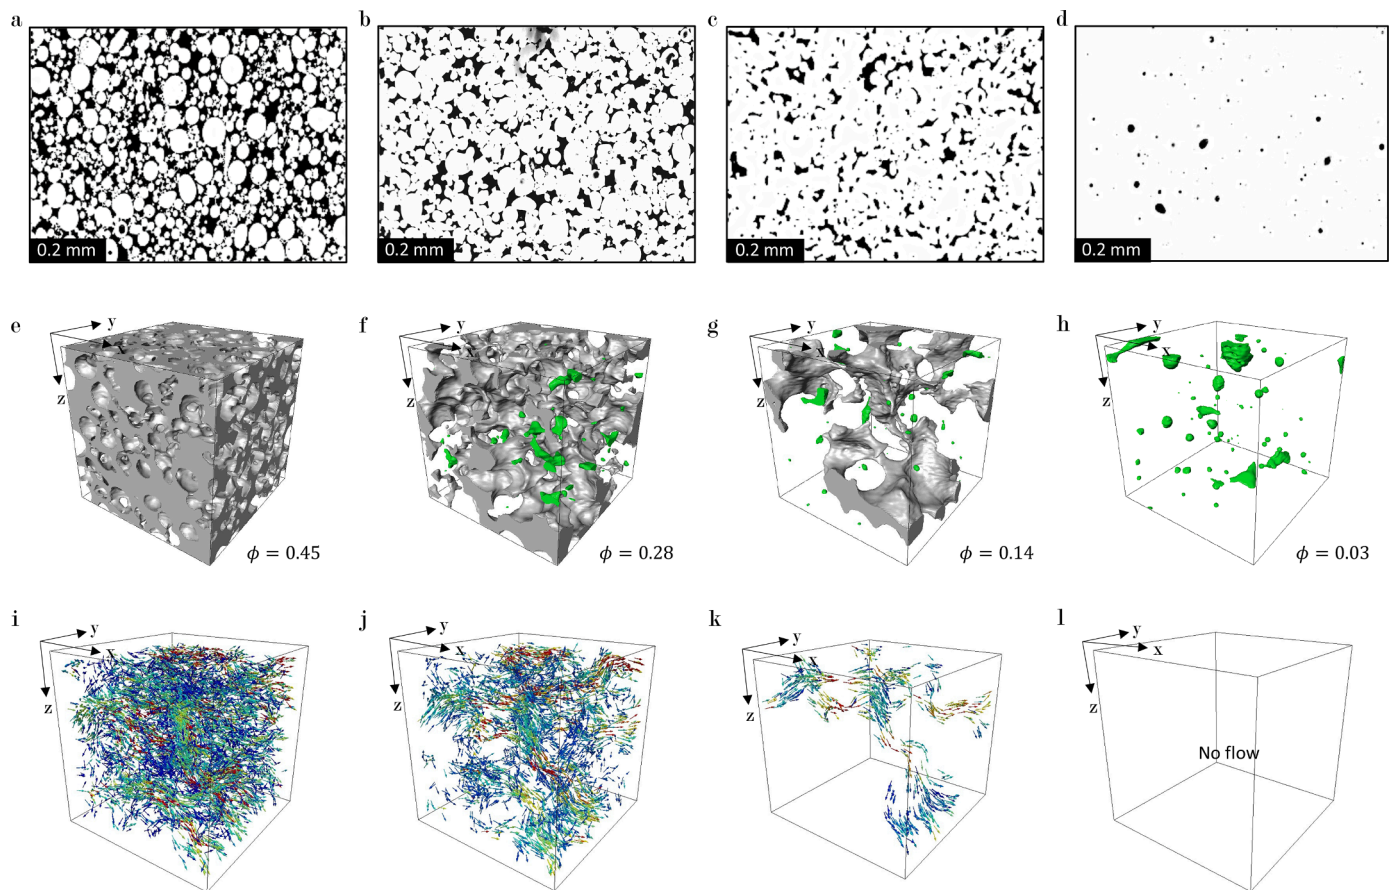 a b c d
0.2 mm 0.2 mm 0.2 mm 0.2 mm
e f g h
y y y y
x x x
z z z z
ϕ = 0.45 ϕ = 0.28 ϕ = 0.14 ϕ = 0.03
i j k l
y y y y
x x x x
z z z z
No flow